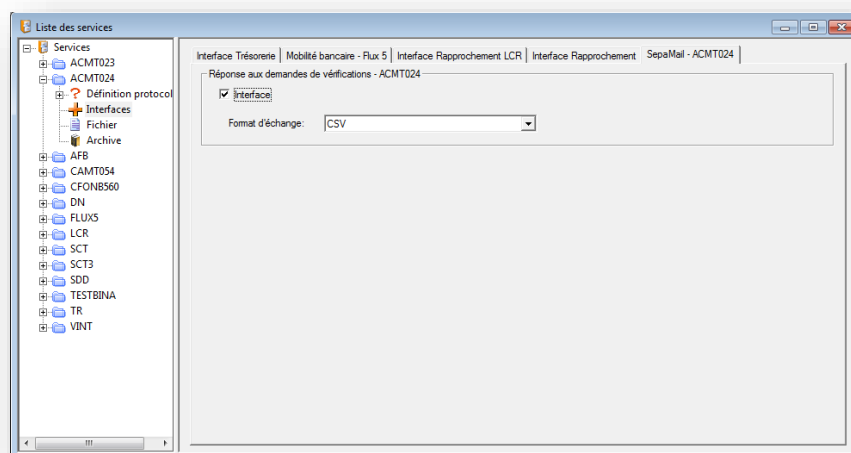 Liste des services
Services
ACMT023
ACMT024
Définition protocol
Interfaces
Fichier
Archive
AFB
CAMT054
CFONB560
DN
FLUX5
LCR
SCT
SCT3
SDD
TESTBINA
TR
VINT
Interface Trésorerie Mobilité bancaire - Flux 5 Interface Rapprochement LCR Interface Rapprochement SepaMail - ACMT024
Réponse aux demandes de vérifications - ACMT024
Interface
Format d'échange: CSV